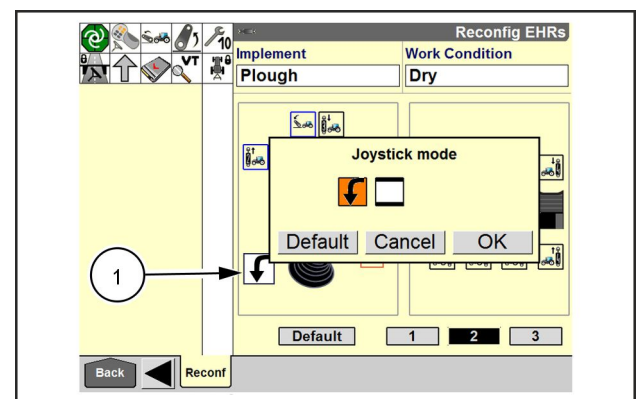 Reconfig EHRs
10
VT
Implement
Work Condition
Plough
Dry
Joystick mode
Default Cancel OK
1
Default 1 2 3
Back Reconf